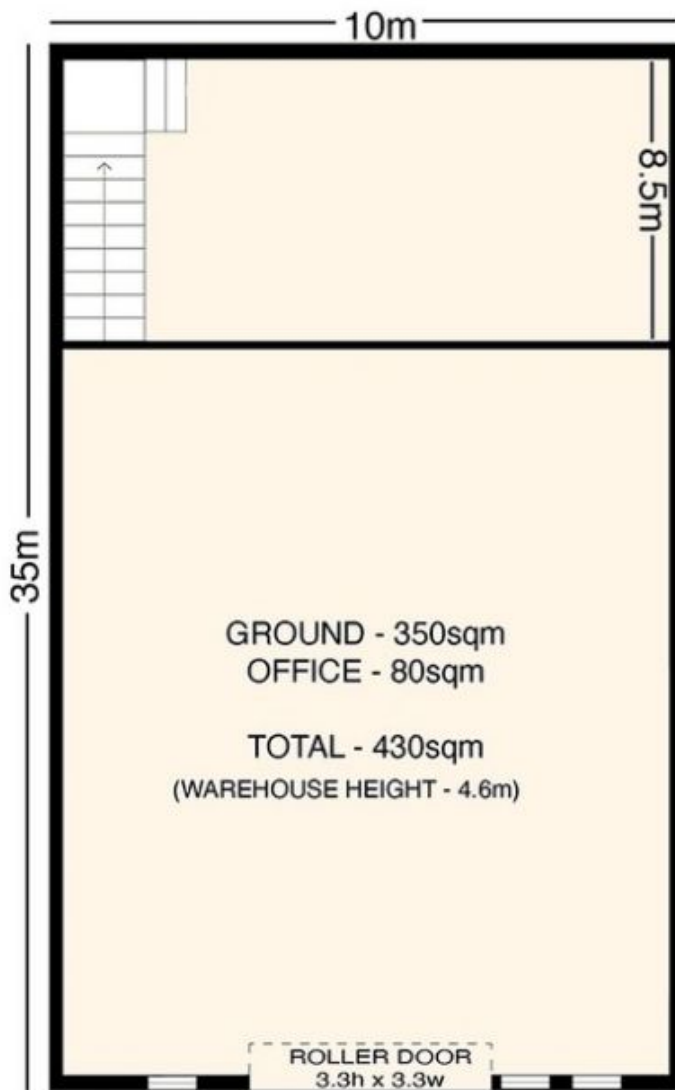 10m
8.5m
35m
GROUND - 350sqm
OFFICE - 80sqm
TOTAL - 430sqm
(WAREHOUSE HEIGHT - 4.6m)
ROLLER DOOR
3.3h x 3.3w